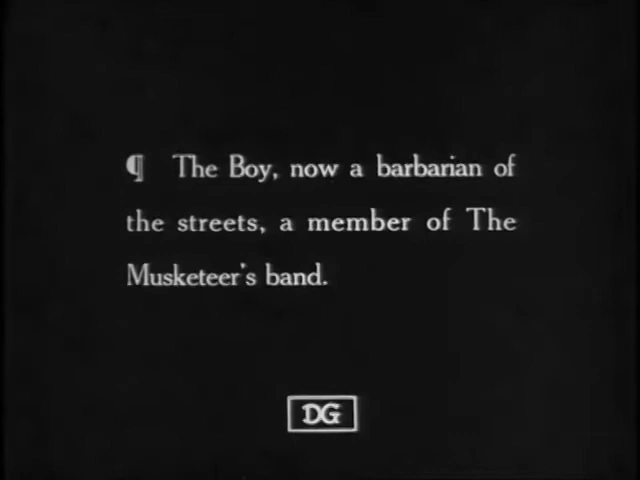 ¶ The Boy, now a barbarian of
the streets, a member of The
Musketeer's band.
DG